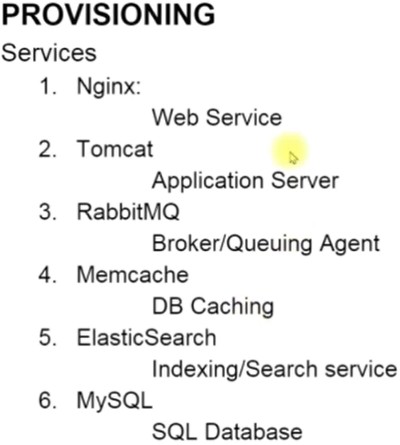 PROVISIONING
Services
1. Nginx:
Web Service
2. Tomcat
Application Server
3. RabbitMQ
Broker/Queuing Agent
4. Memcache
DB Caching
5. ElasticSearch
Indexing/Search service
6. MySQL
SQL Database